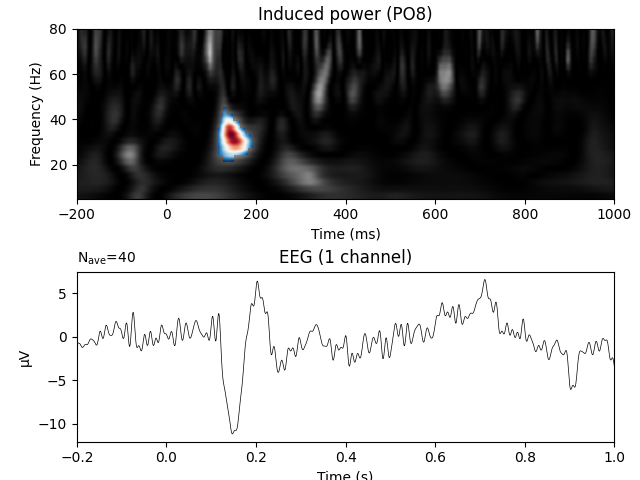 Induced power (PO8)
80
60
40
20
Frequency (Hz)
−200 0 200 400 600 800 1000
Time (ms)
Nave=40
EEG (1 channel)
5
0
−5
−10
µV
−0.2 0.0 0.2 0.4 0.6 0.8 1.0
Time (s)